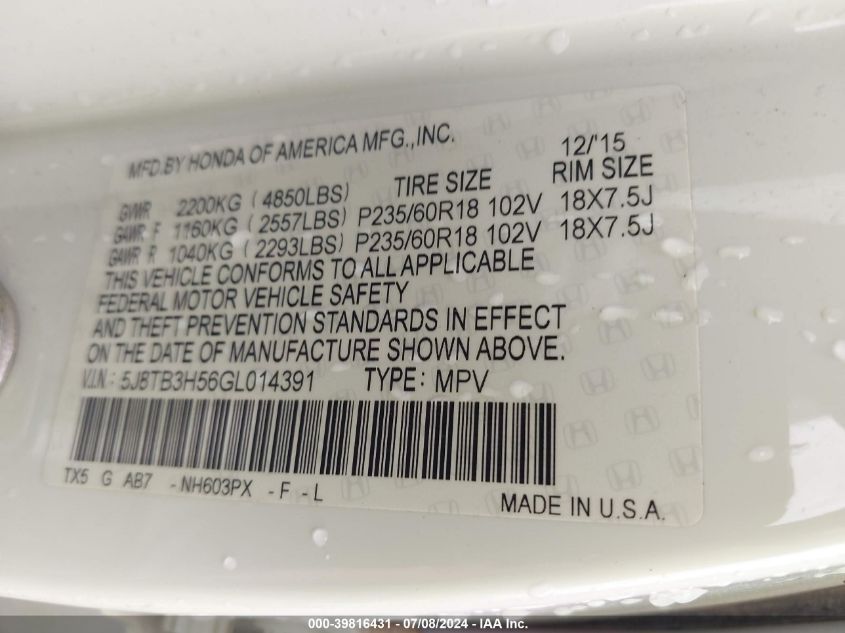 MFD.BY HONDA OF AMERICA MFG.,INC. 12/'15
GVWR 2200KG ( 4850LBS) TIRE SIZE RIM SIZE
GAWR F 1160KG ( 2557LBS) P235/60R18 102V 18X7.5J
GAWR R 1040KG ( 2293LBS) P235/60R18 102V 18X7.5J
THIS VEHICLE CONFORMS TO ALL APPLICABLE
FEDERAL MOTOR VEHICLE SAFETY
AND THEFT PREVENTION STANDARDS IN EFFECT
ON THE DATE OF MANUFACTURE SHOWN ABOVE.
V.I.N.: 5J8TB3H56GL014391 TYPE: MPV
TX5 G AB7 -NH603PX -F -L
MADE IN U.S.A.
000-39816431 - 07/08/2024 - IAA Inc.